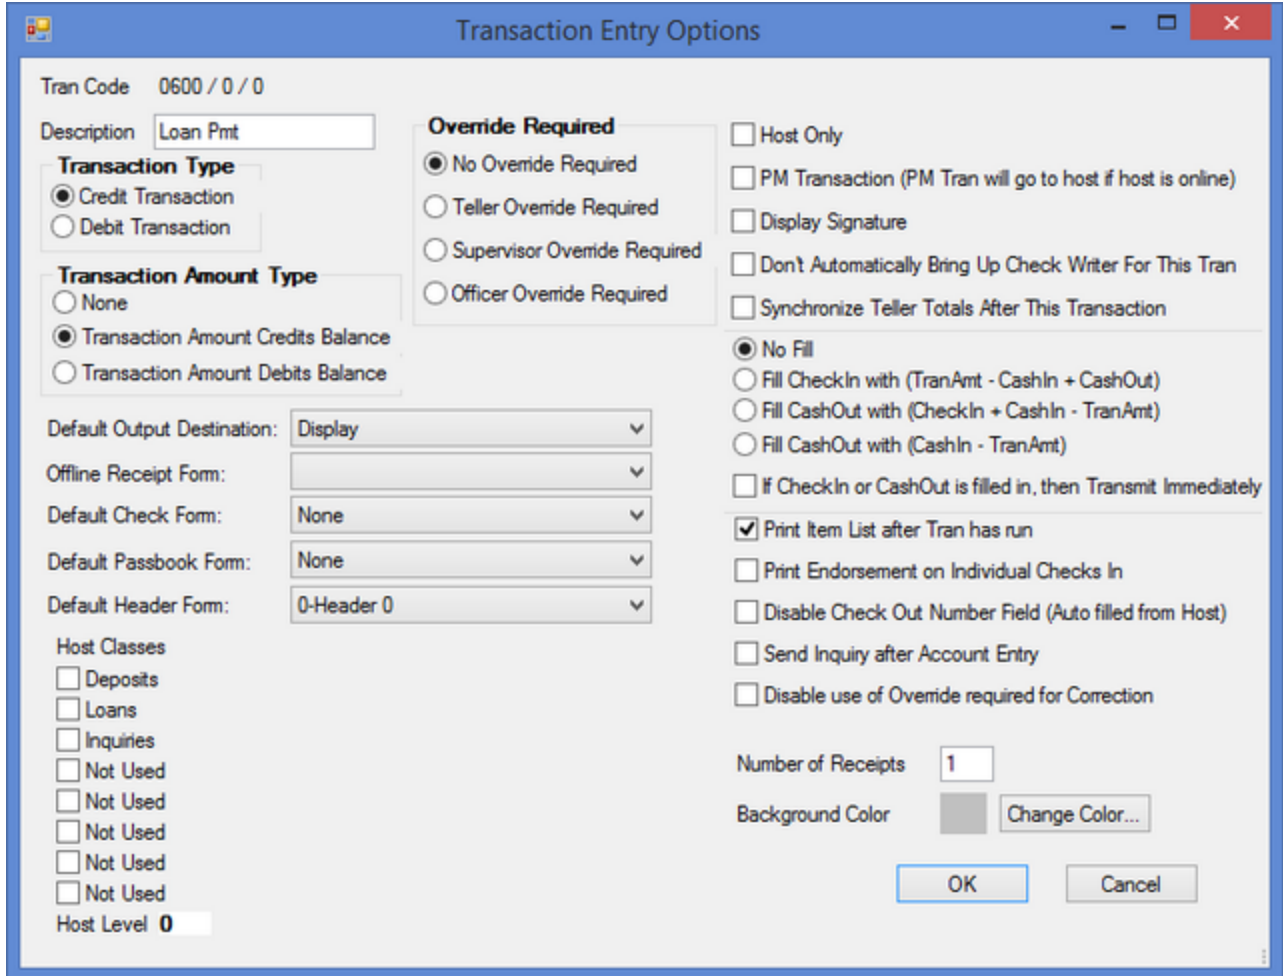 Transaction Entry Options
Tran Code 0600 / 0 / 0
Description Loan Pmt
Transaction Type
Credit Transaction
Debit Transaction
Transaction Amount Type
None
Transaction Amount Credits Balance
Transaction Amount Debits Balance
Override Required
No Override Required
Teller Override Required
Supervisor Override Required
Officer Override Required
Default Output Destination: Display
Offline Receipt Form:
Default Check Form: None
Default Passbook Form: None
Default Header Form: 0-Header 0
Host Classes
Deposits
Loans
Inquiries
Not Used
Not Used
Not Used
Not Used
Not Used
Host Level 0
Host Only
PM Transaction (PM Tran will go to host if host is online)
Display Signature
Don't Automatically Bring Up Check Writer For This Tran
Synchronize Teller Totals After This Transaction
No Fill
Fill CheckIn with (TranAmt - CashIn + CashOut)
Fill CashOut with (CheckIn + CashIn - TranAmt)
Fill CashOut with (CashIn - TranAmt)
If CheckIn or CashOut is filled in, then Transmit Immediately
Print Item List after Tran has run
Print Endorsement on Individual Checks In
Disable Check Out Number Field (Auto filled from Host)
Send Inquiry after Account Entry
Disable use of Override required for Correction
Number of Receipts 1
Background Color Change Color...
OK Cancel